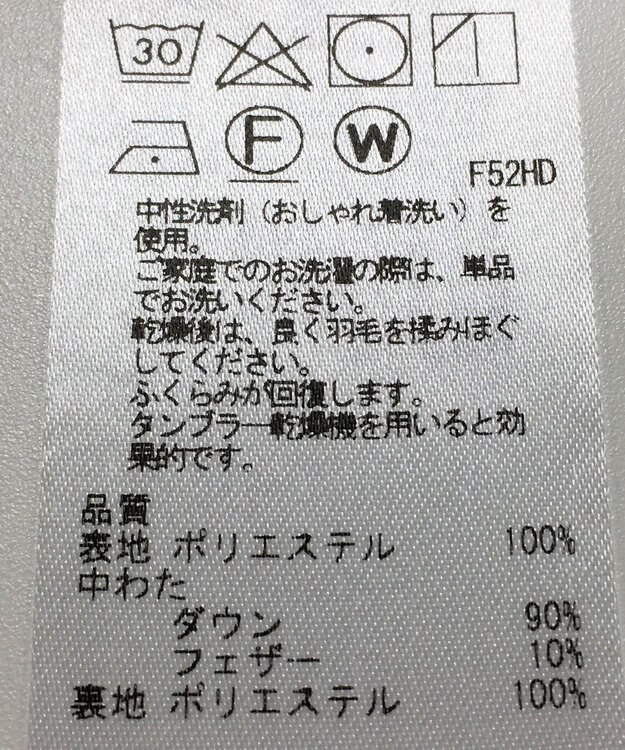 30
F W
F52HD
中性洗剤（おしゃれ着洗い）を
使用。
ご家庭でのお洗濯の際は、単品
でお洗いください。
乾燥後は、良く羽毛を揉みほぐ
してください。
ふくらみが回復します。
タンブラー乾燥機を用いると効
果的です。
品質
表地 ポリエステル 100%
中わた
ダウン 90%
フェザー 10%
裏地 ポリエステル 100%